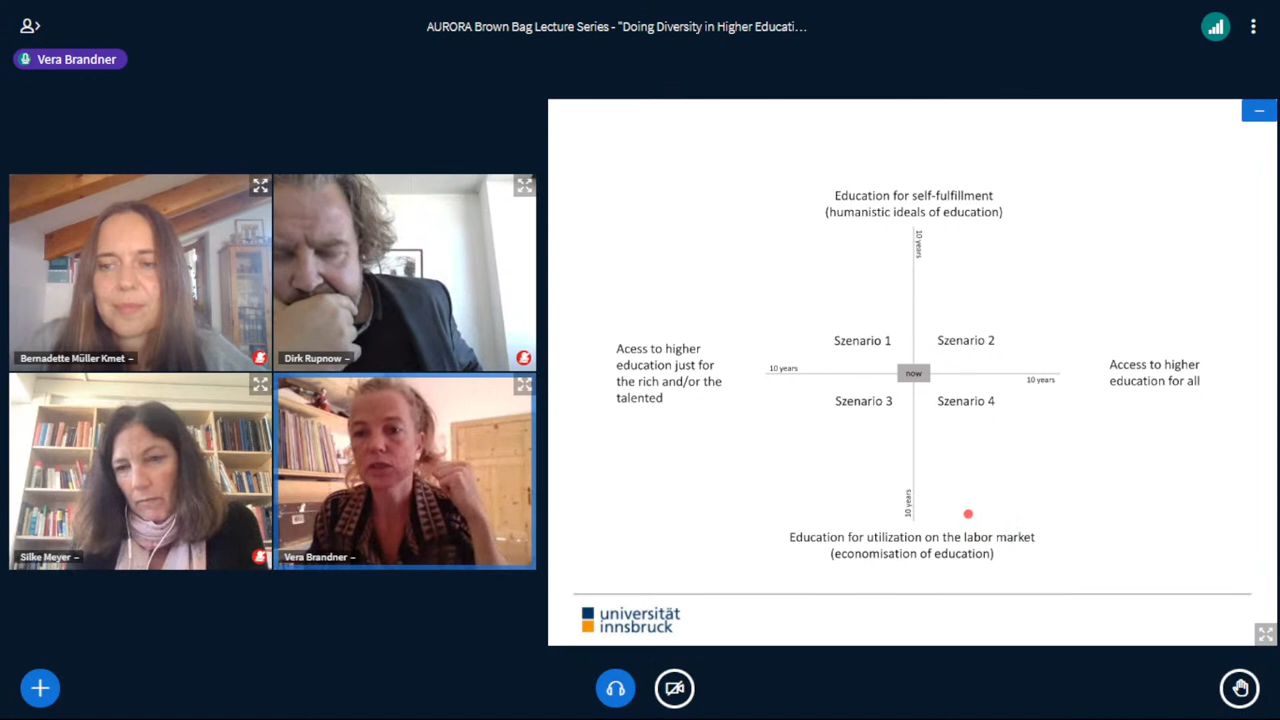 AURORA Brown Bag Lecture Series - "Doing Diversity in Higher Educati...
Vera Brandner
Bernadette Müller Kmet
Dirk Rupnow
Silke Meyer
Vera Brandner
Education for self-fulfillment
(humanistic ideals of education)
10 years
Szenario 1
Szenario 2
Acess to higher
education just for
the rich and/or the
talented
10 years
now
10 years
Access to higher
education for all
Szenario 3
Szenario 4
10 years
Education for utilization on the labor market
(economisation of education)
universität
innsbruck